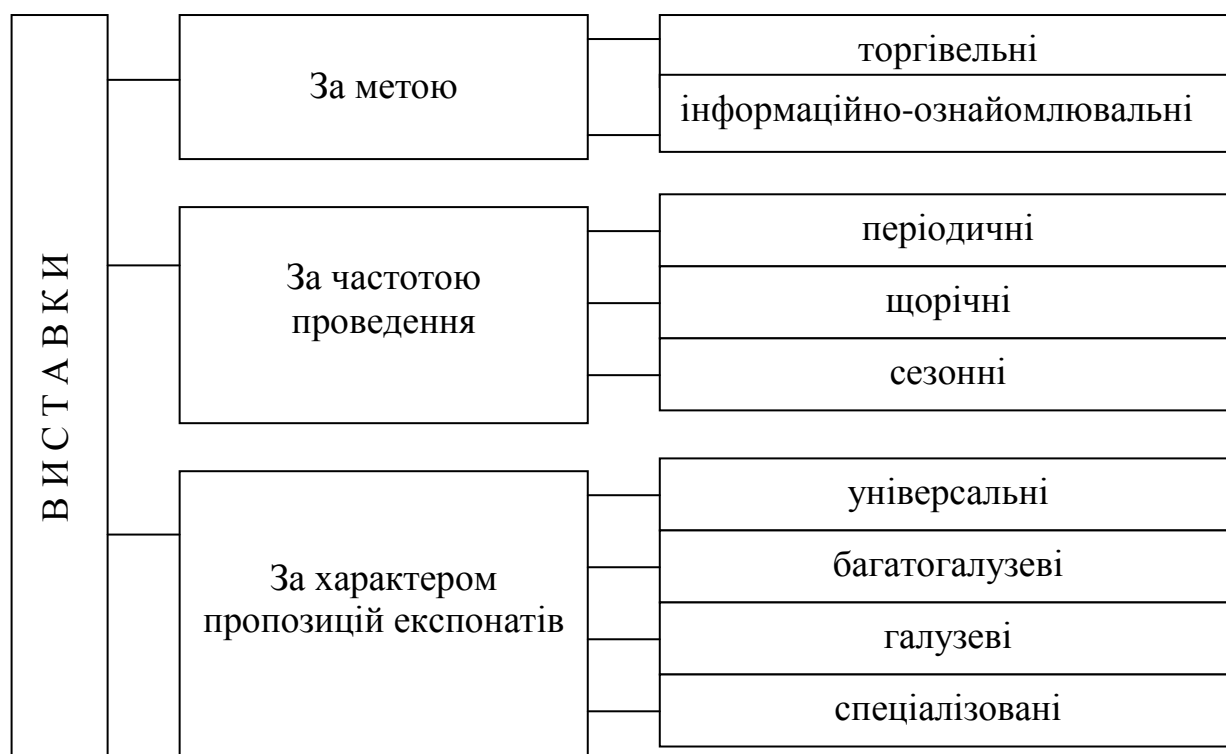 ВИСТАВКИ
За метою
торгівельні
інформаційно-ознайомлювальні
За частотою
проведення
періодичні
щорічні
сезонні
За характером
пропозицій експонатів
універсальні
багатогалузеві
галузеві
спеціалізовані